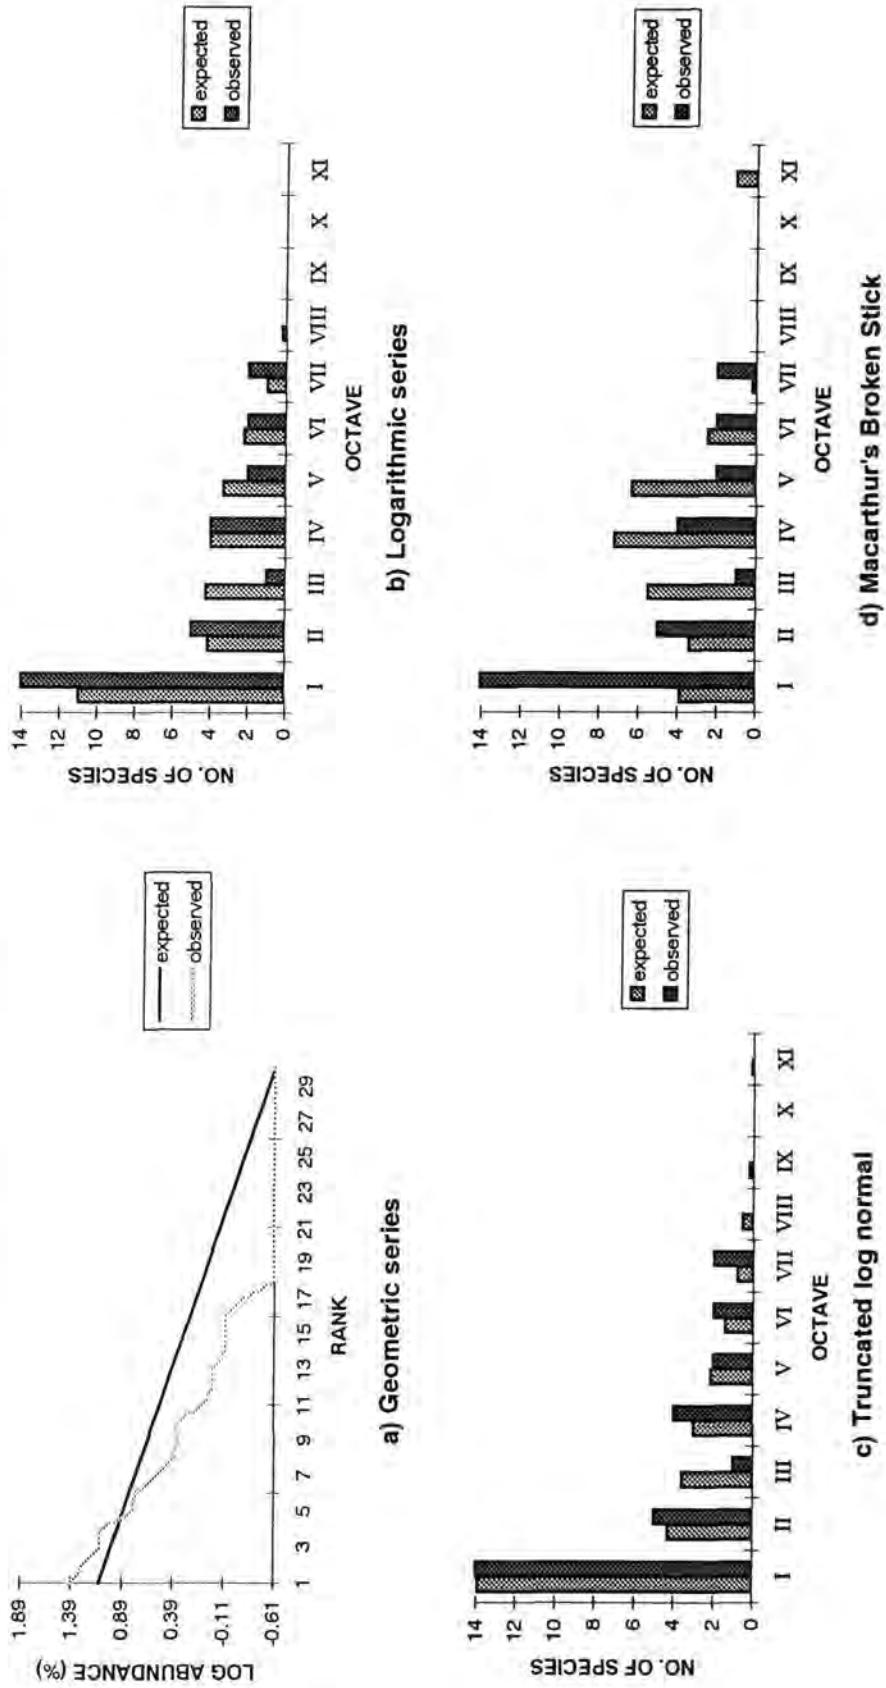 LOG ABUNDANCE (%)
1.89
1.39
0.89
0.39
-0.11
-0.61
1 3 5 7 9 11 13 15 17 19 21 23 25 27 29
RANK
expected
observed
a) Geometric series
NO. OF SPECIES
14
12
10
8
6
4
2
0
I II III IV V VI VII VIII IX X XI
OCTAVE
expected
observed
b) Logarithmic series
NO. OF SPECIES
14
12
10
8
6
4
2
0
I II III IV V VI VII VIII IX X XI
OCTAVE
expected
observed
c) Truncated log normal
NO. OF SPECIES
14
12
10
8
6
4
2
0
I II III IV V VI VII VIII IX X XI
OCTAVE
expected
observed
d) Macarthur's Broken Stick